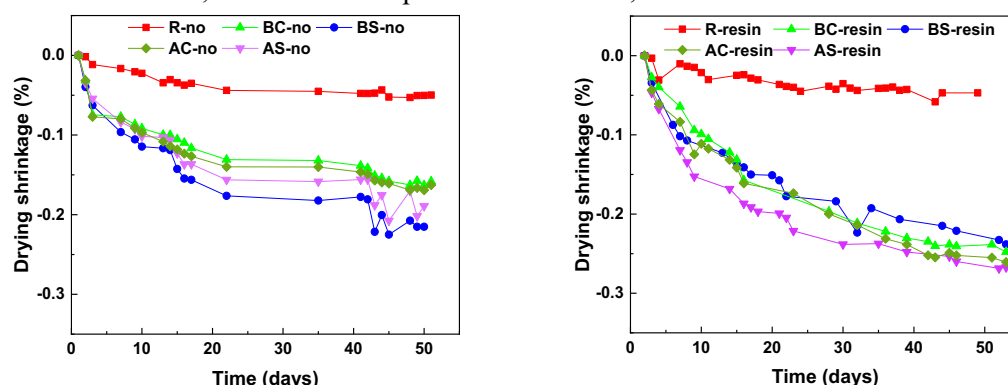 R-no BC-no BS-no
AC-no AS-no
0.0
-0.1
-0.2
-0.3
Drying shrinkage (%)
0 10 20 30 40 50
Time (days)
R-resin BC-resin BS-resin
AC-resin AS-resin
0.0
-0.1
-0.2
-0.3
Drying shrinkage (%)
0 10 20 30 40 50
Time (days)